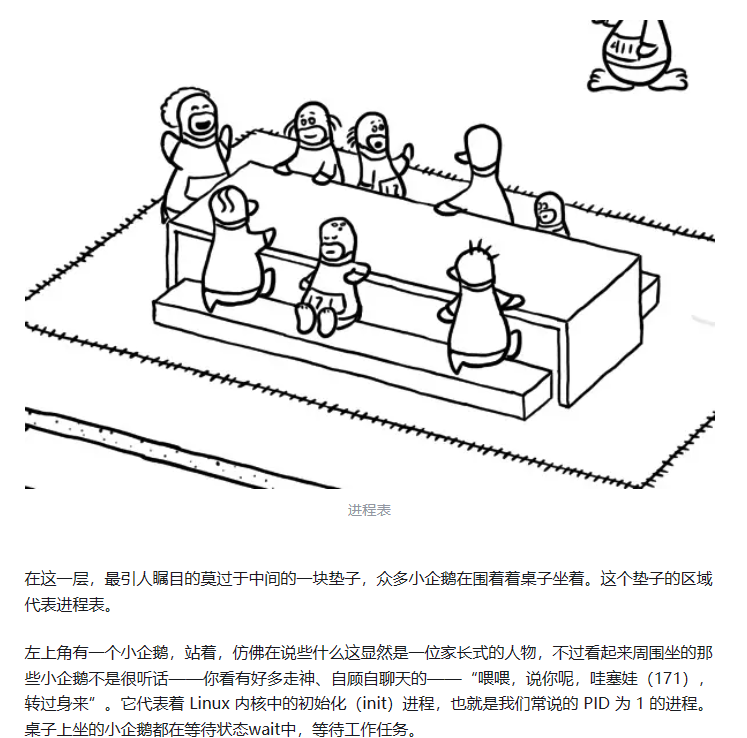 411
171
进程表
在这一层，最引人瞩目的莫过于中间的一块垫子，众多小企鹅在围着着桌子坐着。这个垫子的区域
代表进程表。
左上角有一个小企鹅，站着，仿佛在说些什么这显然是一位家长式的人物，不过看起来周围坐的那
些小企鹅不是很听话——你看有好多走神、自顾自聊天的——“喂喂，说你呢，哇塞娃（171），
转过身来”。它代表着 Linux 内核中的初始化（init）进程，也就是我们常说的 PID 为 1 的进程。
桌子上坐的小企鹅都在等待状态wait中，等待工作任务。